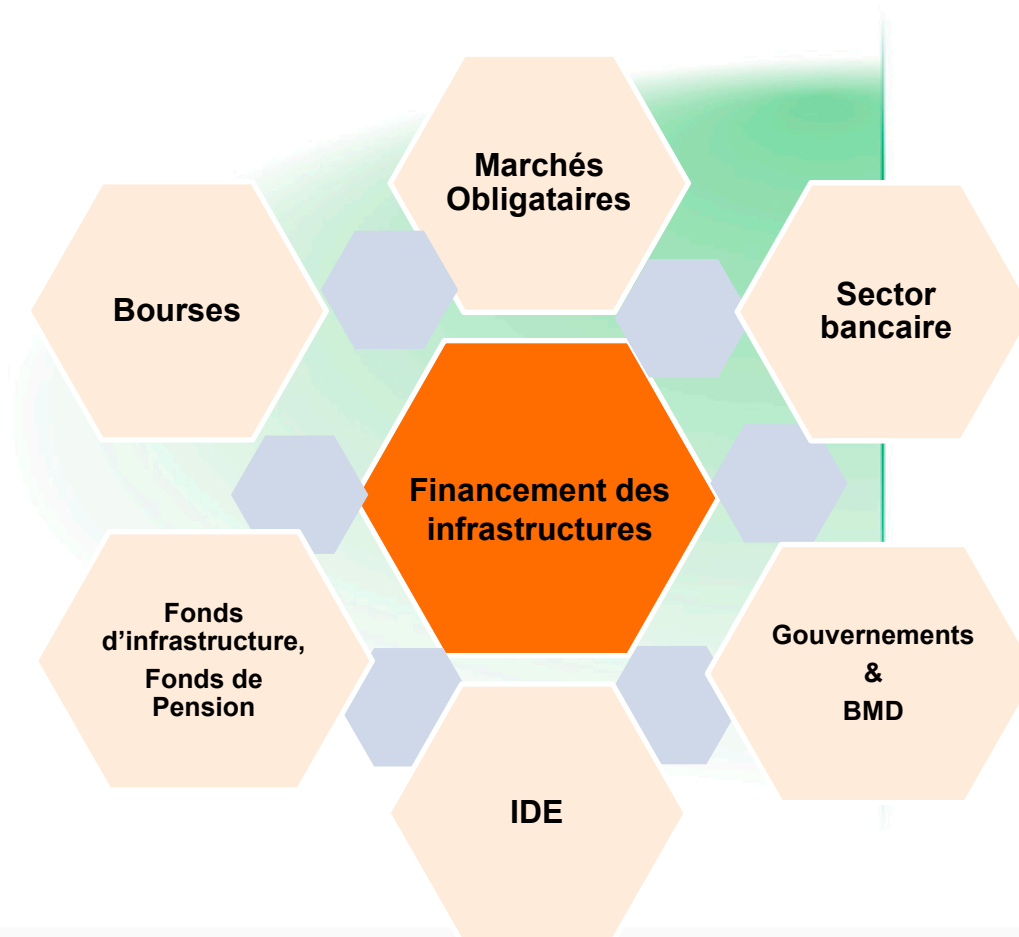 Marchés
Obligataires
Bourses
Sector
bancaire
Financement des
infrastructures
Fonds
d’infrastructure,
Fonds de
Pension
Gouvernements
&
BMD
IDE